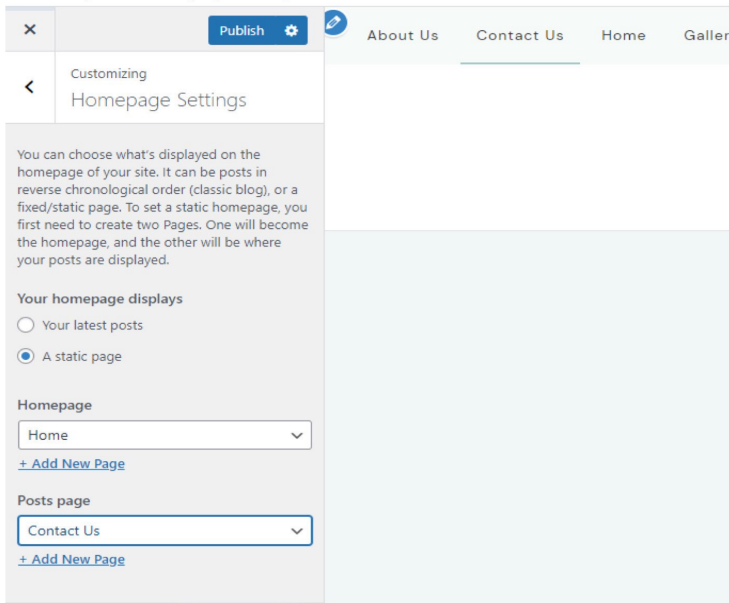 Publish
About Us Contact Us Home Galler
Customizing
Homepage Settings
You can choose what's displayed on the
homepage of your site. It can be posts in
reverse chronological order (classic blog), or a
fixed/static page. To set a static homepage, you
first need to create two Pages. One will become
the homepage, and the other will be where
your posts are displayed.
Your homepage displays
Your latest posts
A static page
Homepage
Home
+ Add New Page
Posts page
Contact Us
+ Add New Page